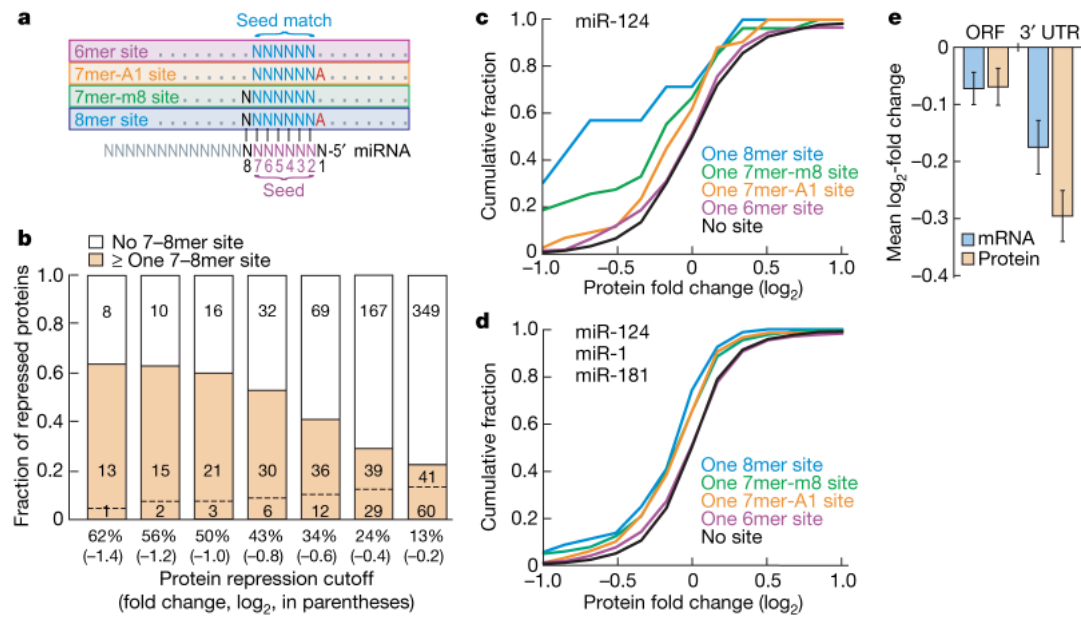 a
Seed match
6mer site . . . . . . . . . NNNNNN . . . . . . . . . .
7mer-A1 site . . . . . . . NNNNNNA . . . . . . . . .
7mer-m8 site . . . . . . NNNNNNN . . . . . . . . . .
8mer site . . . . . . . . NNNNNNNA . . . . . . . . .
NNNNNNNNNNNNNNNNNNNNNN-5′ miRNA
8 7 6 5 4 3 2 1
Seed
b
No 7–8mer site
≥ One 7–8mer site
Fraction of repressed proteins
1.0
0.8
0.6
0.4
0.2
0
8 10 16 32 69 167 349
13 15 21 30 36 39 41
1 2 3 6 12 29 60
62% 56% 50% 43% 34% 24% 13%
(−1.4) (−1.2) (−1.0) (−0.8) (−0.6) (−0.4) (−0.2)
Protein repression cutoff
(fold change, log2, in parentheses)
c
miR-124
Cumulative fraction
1.0
0.8
0.6
0.4
0.2
0
One 8mer site
One 7mer-m8 site
One 7mer-A1 site
One 6mer site
No site
−1.0 −0.5 0 0.5 1.0
Protein fold change (log2)
d
miR-124
miR-1
miR-181
Cumulative fraction
1.0
0.8
0.6
0.4
0.2
0
One 8mer site
One 7mer-m8 site
One 7mer-A1 site
One 6mer site
No site
−1.0 −0.5 0 0.5 1.0
Protein fold change (log2)
e
ORF 3′ UTR
Mean log2-fold change
0
−0.1
−0.2
−0.3
−0.4
mRNA
Protein